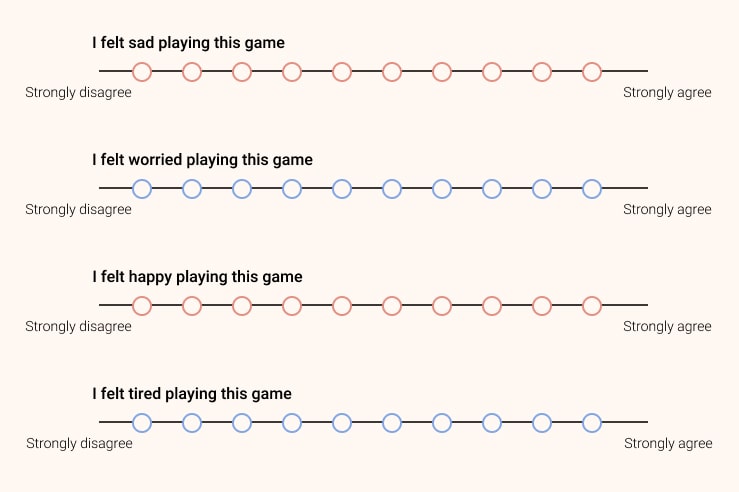 I felt sad playing this game
Strongly disagree Strongly agree
I felt worried playing this game
Strongly disagree Strongly agree
I felt happy playing this game
Strongly disagree Strongly agree
I felt tired playing this game
Strongly disagree Strongly agree